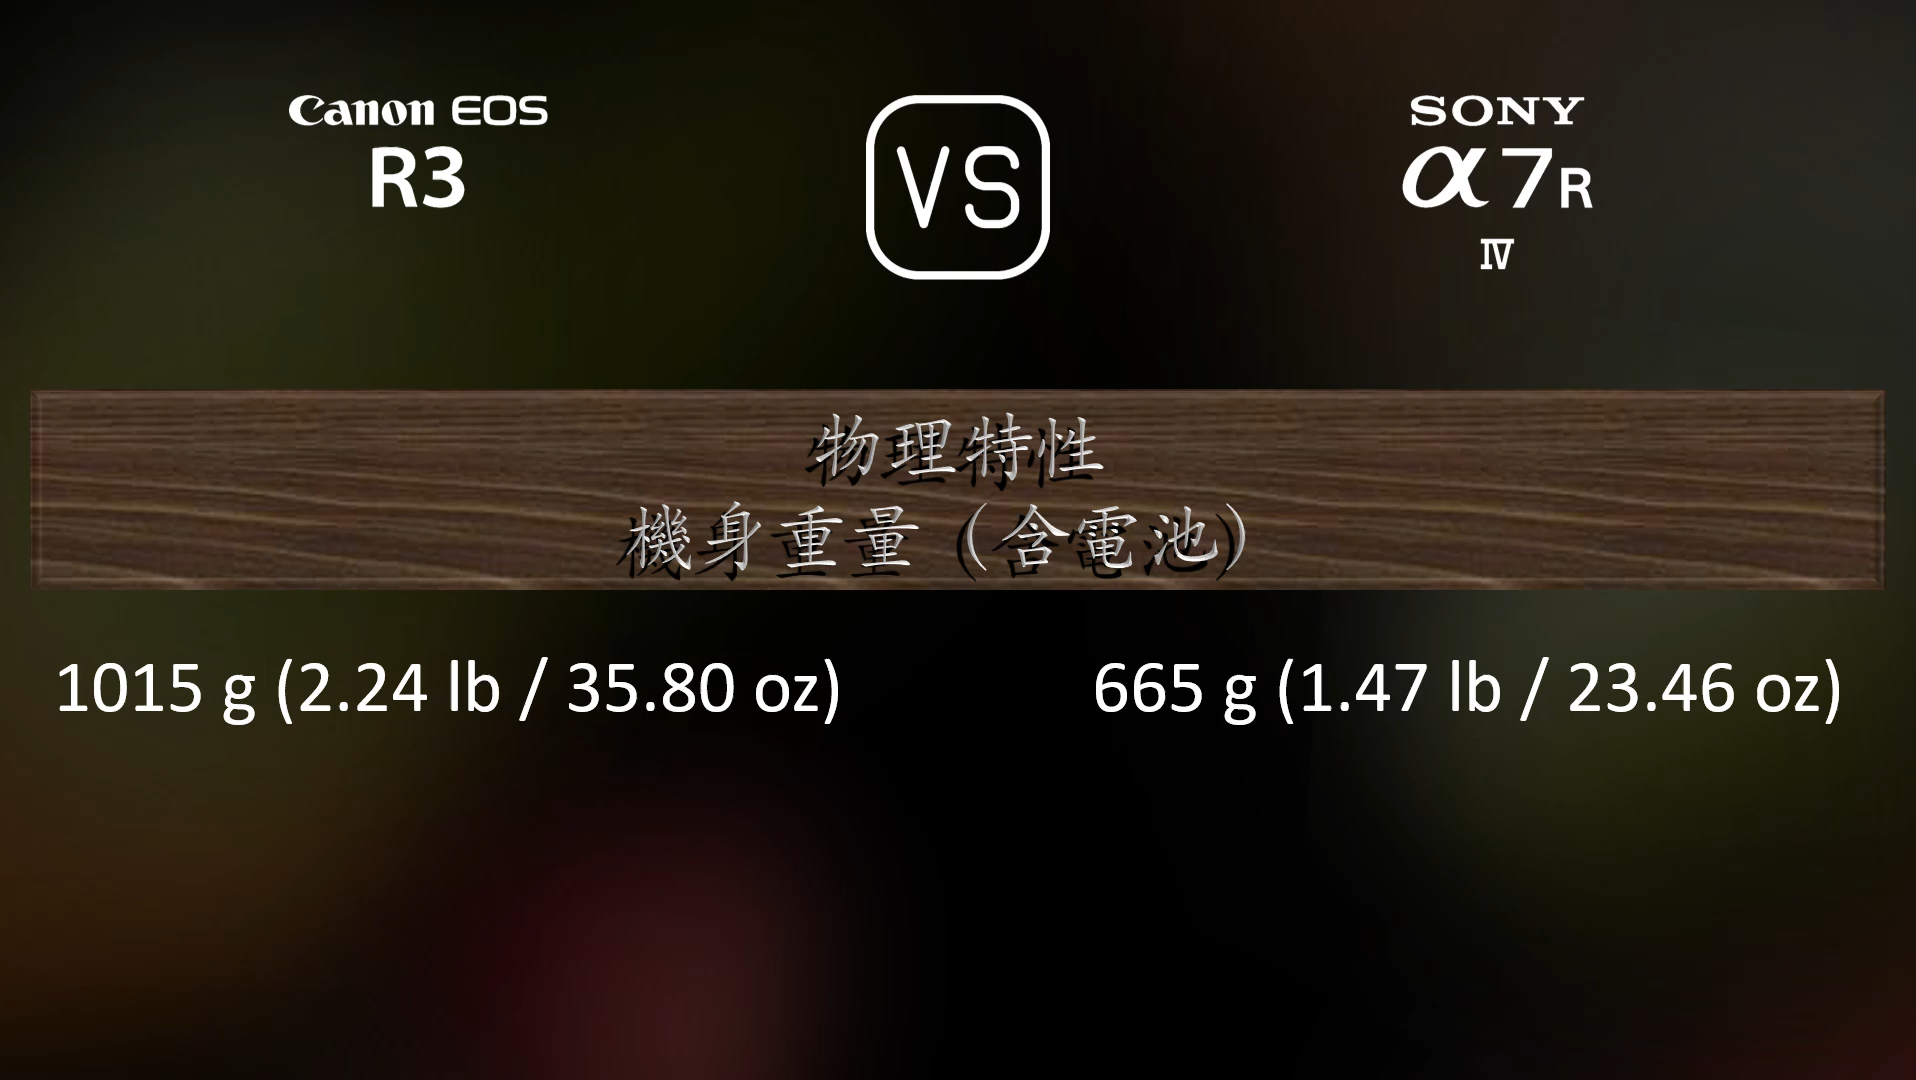 Canon EOS
R3
VS
SONY
α7R
IV
物理特性
機身重量（含電池）
1015 g (2.24 lb / 35.80 oz)
665 g (1.47 lb / 23.46 oz)